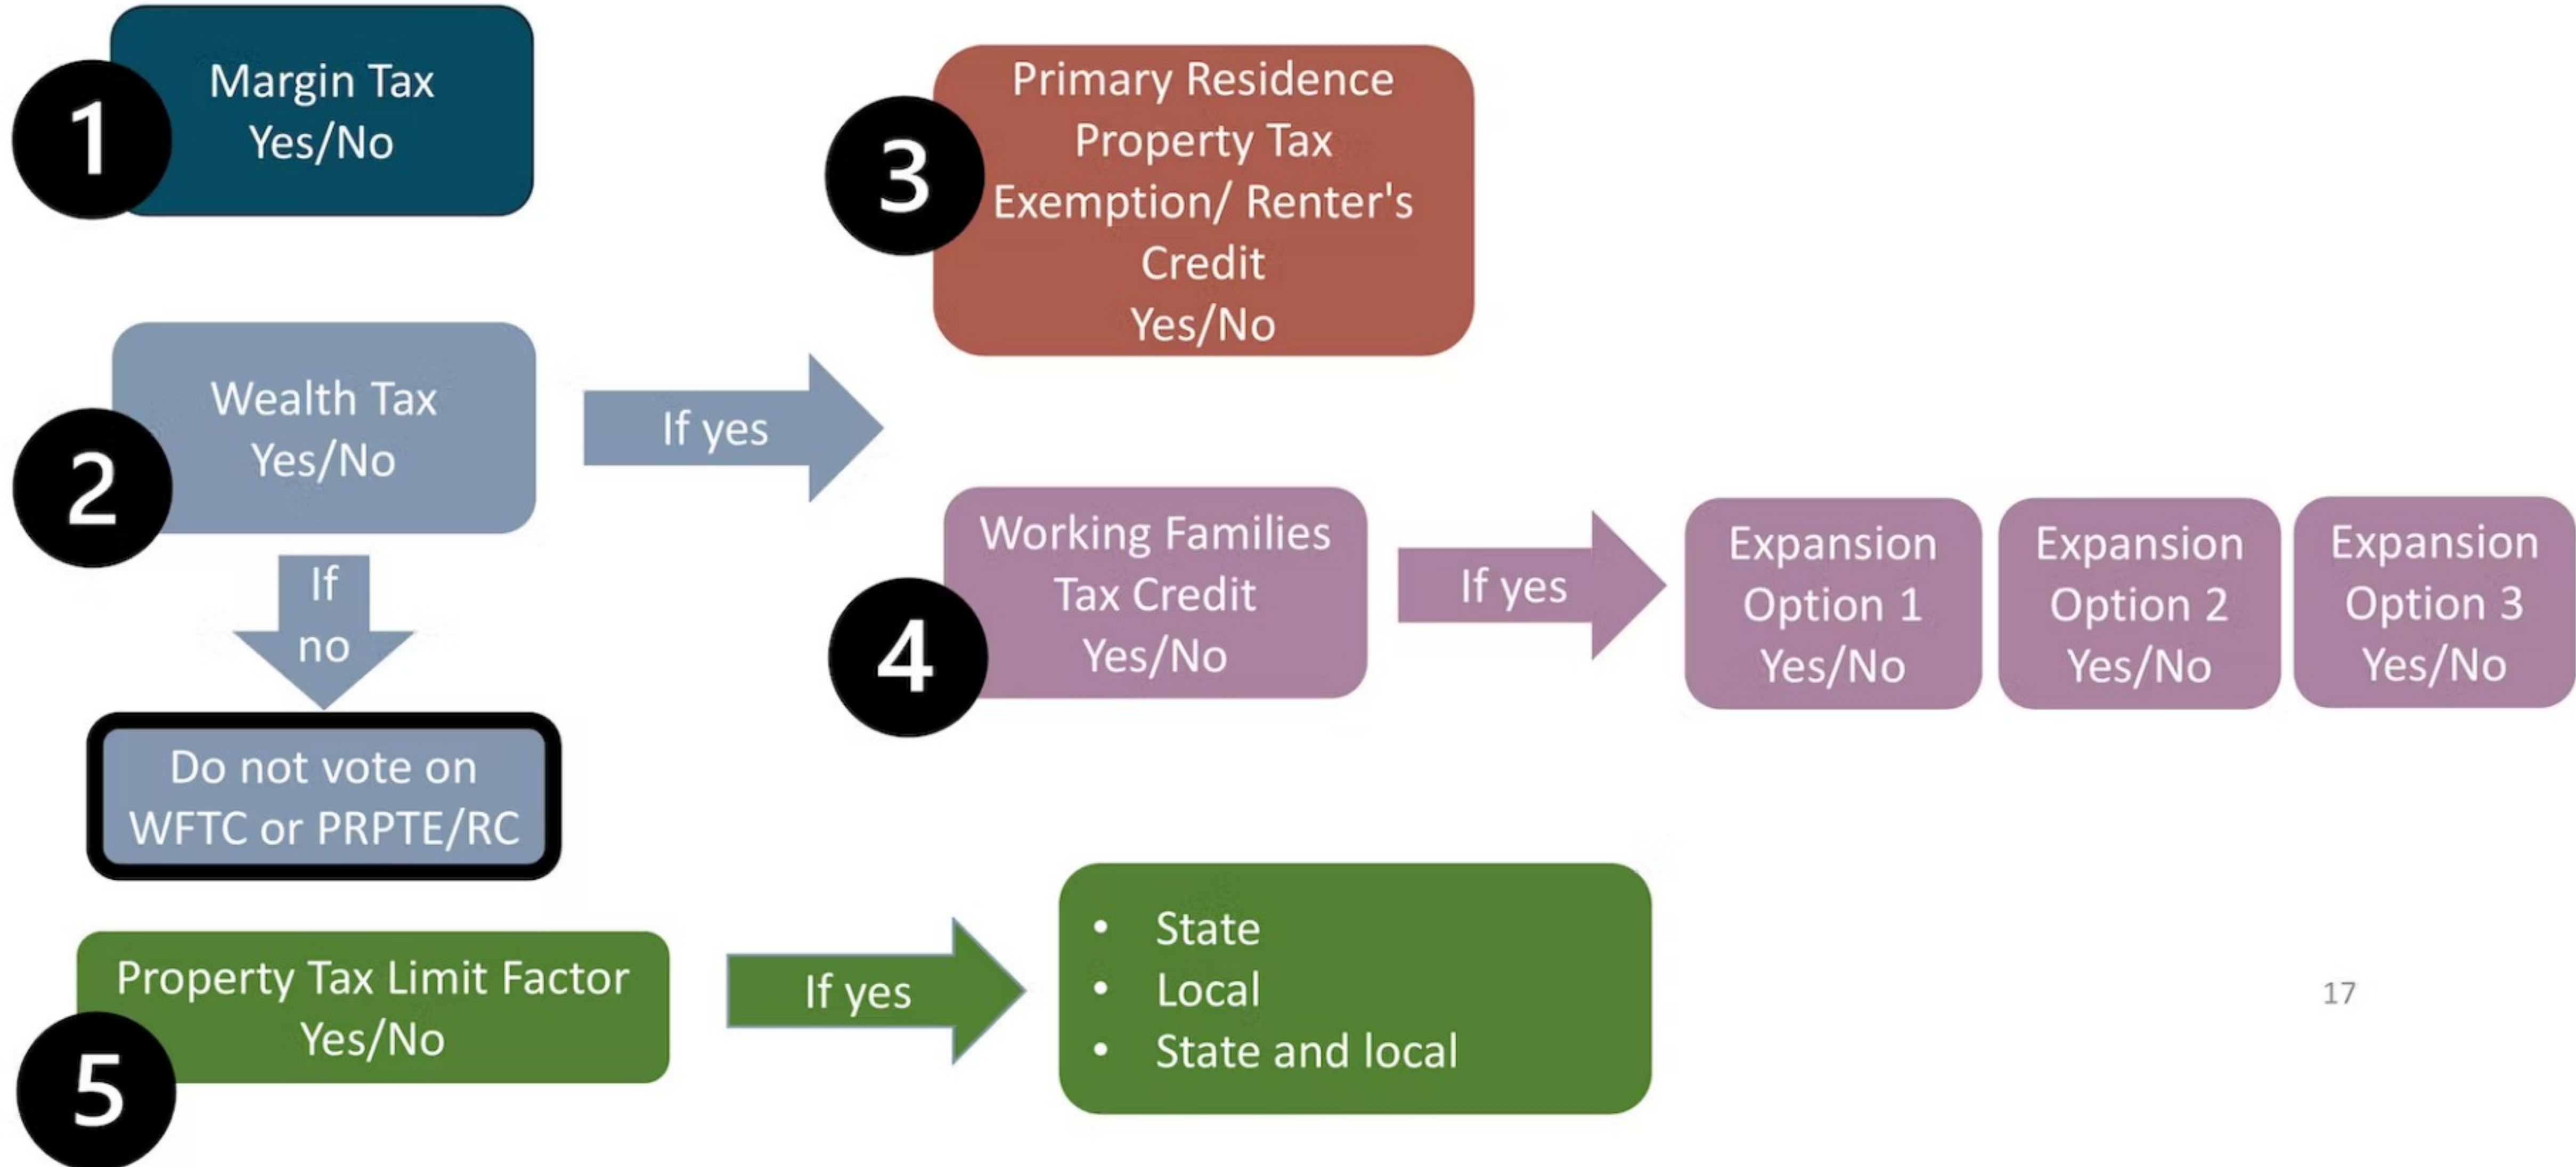 1
Margin Tax
Yes/No
2
Wealth Tax
Yes/No
If yes
If
no
Do not vote on
WFTC or PRPTE/RC
3
Primary Residence
Property Tax
Exemption/ Renter's
Credit
Yes/No
4
Working Families
Tax Credit
Yes/No
If yes
Expansion
Option 1
Yes/No
Expansion
Option 2
Yes/No
Expansion
Option 3
Yes/No
5
Property Tax Limit Factor
Yes/No
If yes
• State
• Local
• State and local
17